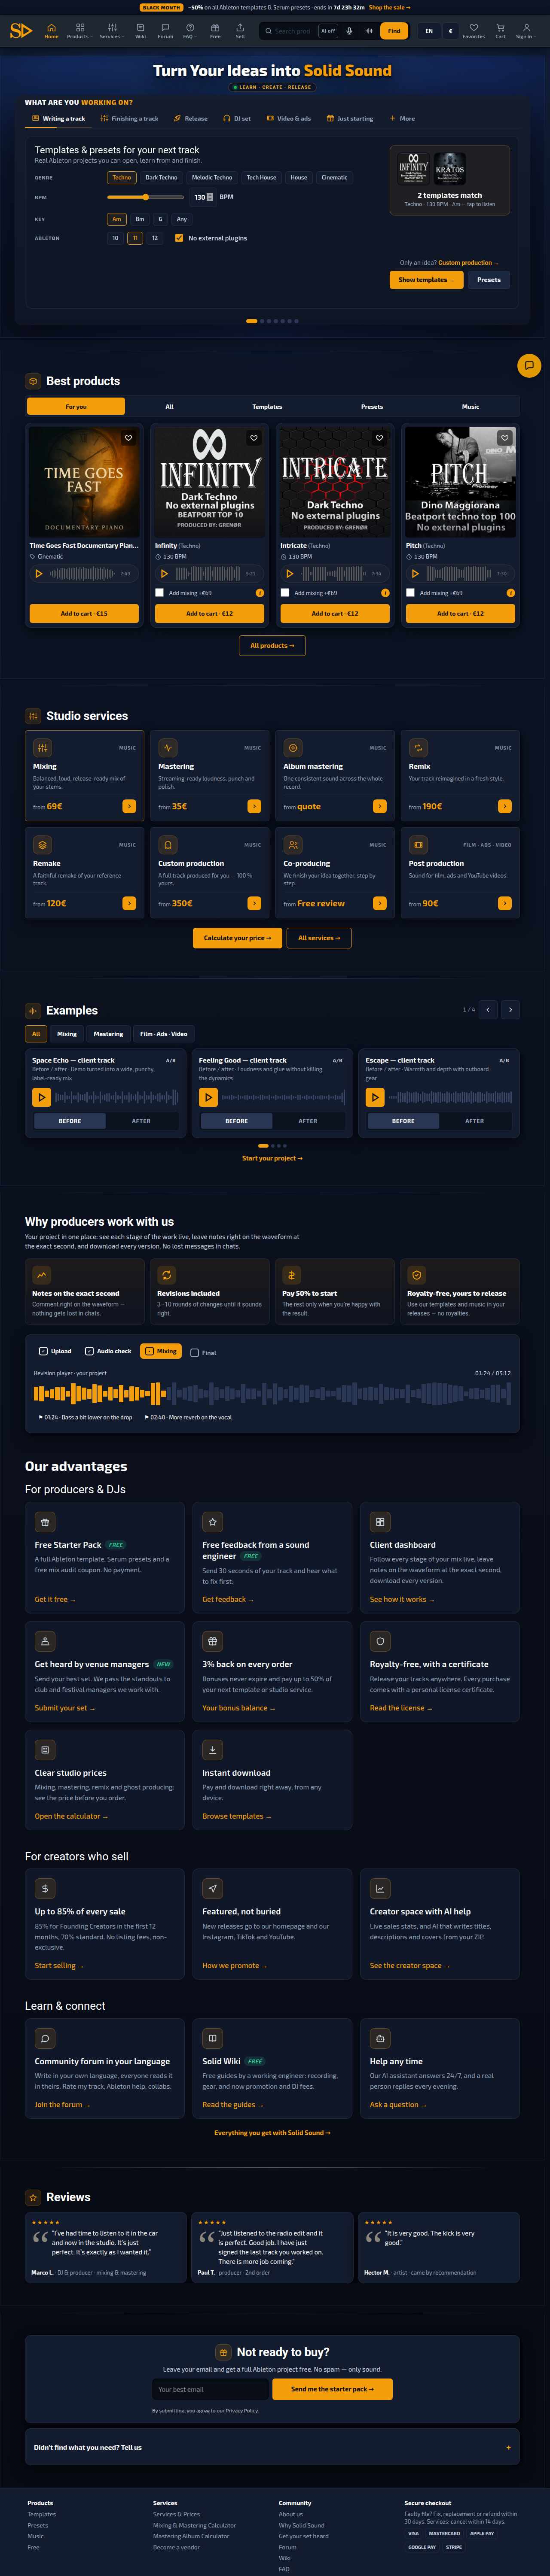 BLACK MONTH −50% on all Ableton templates & Serum presets · ends in 7d 23h 32m Shop the sale →
Home Products Services Wiki Forum FAQ Free Sell Search prod AI off Find EN € Favorites Cart Sign in
Turn Your Ideas into Solid Sound
LEARN · CREATE · RELEASE
WHAT ARE YOU WORKING ON?
Writing a track Finishing a track Release DJ set Video & ads Just starting More
Templates & presets for your next track
Real Ableton projects you can open, learn from and finish.
GENRE Techno Dark Techno Melodic Techno Tech House House Cinematic
BPM 130 BPM
KEY Am Bm G Any
ABLETON 10 11 12 No external plugins
KRATOS
2 templates match
Techno · 130 BPM · Am — tap to listen
Only an idea? Custom production →
Show templates → Presets
Best products
For you All Templates Presets Music
TIME GOES FAST
DOCUMENTARY PIANO
INFINITY
Dark Techno
No external plugins
BEATPORT TOP 10
PRODUCED BY: GRENØR
INTRICATE
Dark Techno
No external plugins
PRODUCED BY: GRENØR
PITCH
Dino Maggiorana
Beatport techno top 100
No external plugins
Time Goes Fast Documentary Pian... Infinity (Techno) Intricate (Techno) Pitch (Techno)
Cinematic 130 BPM 130 BPM 130 BPM
2:49 5:21 7:34 7:30
Add mixing +€69 Add mixing +€69 Add mixing +€69
Add to cart · €15 Add to cart · €12 Add to cart · €12 Add to cart · €12
All products →
Studio services
MUSIC MUSIC MUSIC MUSIC
Mixing Mastering Album mastering Remix
Balanced, loud, release-ready mix of your stems.
Streaming-ready loudness, punch and polish.
One consistent sound across the whole record.
Your track reimagined in a fresh style.
from 69€ from 35€ from quote from 190€
MUSIC MUSIC MUSIC FILM · ADS · VIDEO
Remake Custom production Co-producing Post production
A faithful remake of your reference track.
A full track produced for you — 100 % yours.
We finish your idea together, step by step.
Sound for film, ads and YouTube videos.
from 120€ from 350€ from Free review from 90€
Calculate your price → All services →
Examples 1 / 4
All Mixing Mastering Film · Ads · Video
Space Echo — client track A/B Feeling Good — client track A/B Escape — client track A/B
Before / after · Demo turned into a wide, punchy, label-ready mix
Before / after · Loudness and glue without killing the dynamics
Before / after · Warmth and depth with outboard gear
BEFORE AFTER BEFORE AFTER BEFORE AFTER
Start your project →
Why producers work with us
Your project in one place: see each stage of the work live, leave notes right on the waveform at
the exact second, and download every version. No lost messages in chats.
Notes on the exact second Revisions included Pay 50% to start Royalty-free, yours to release
Comment right on the waveform — nothing gets lost in chats.
3–10 rounds of changes until it sounds right.
The rest only when you're happy with the result.
Use our templates and music in your releases — no royalties.
Upload Audio check Mixing Final
Revision player · your project 01:24 / 05:12
01:24 · Bass a bit lower on the drop 02:40 · More reverb on the vocal
Our advantages
For producers & DJs
Free Starter Pack FREE
A full Ableton template, Serum presets and a free mix audit coupon. No payment.
Get it free →
Free feedback from a sound engineer FREE
Send 30 seconds of your track and hear what to fix first.
Get feedback →
Client dashboard
Follow every stage of your mix live, leave notes on the waveform at the exact second, download every version.
See how it works →
Get heard by venue managers NEW
Send your best set. We pass the standouts to club and festival managers we work with.
Submit your set →
3% back on every order
Bonuses never expire and pay up to 50% of your next template or studio service.
Your bonus balance →
Royalty-free, with a certificate
Release your tracks anywhere. Every purchase comes with a personal license certificate.
Read the license →
Clear studio prices
Mixing, mastering, remix and ghost producing: see the price before you order.
Open the calculator →
Instant download
Pay and download right away, from any device.
Browse templates →
For creators who sell
Up to 85% of every sale
85% for Founding Creators in the first 12 months, 70% standard. No listing fees, non-exclusive.
Start selling →
Featured, not buried
New releases go to our homepage and our Instagram, TikTok and YouTube.
How we promote →
Creator space with AI help
Live sales stats, and AI that writes titles, descriptions and covers from your ZIP.
See the creator space →
Learn & connect
Community forum in your language
Write in your own language, everyone reads it in theirs. Rate my track, Ableton help, collabs.
Join the forum →
Solid Wiki FREE
Free guides by a working engineer: recording, gear, and now promotion and DJ fees.
Read the guides →
Help any time
Our AI assistant answers 24/7, and a real person replies every evening.
Ask a question →
Everything you get with Solid Sound →
Reviews
★★★★★
“I've had time to listen to it in the car and now in the studio. It's just perfect. It's exactly as I wanted it.”
Marco L. · DJ & producer · mixing & mastering
★★★★★
“Just listened to the radio edit and it is perfect. Good job. I have just signed the last track you worked on. There is more job coming.”
Paul T. · producer · 2nd order
★★★★★
“It is very good. The kick is very good.”
Hector M. · artist · came by recommendation
Not ready to buy?
Leave your email and get a full Ableton project free. No spam — only sound.
Your best email Send me the starter pack →
By submitting, you agree to our Privacy Policy.
Didn't find what you need? Tell us +
Products Services Community Secure checkout
Templates
Presets
Music
Free
Services & Prices
Mixing & Mastering Calculator
Mastering Album Calculator
Become a vendor
About us
Why Solid Sound
Get your set heard
Forum
Wiki
FAQ
Faulty file? Fix, replacement or refund within
30 days. Services: cancel within 14 days.
VISA MASTERCARD APPLE PAY
GOOGLE PAY STRIPE